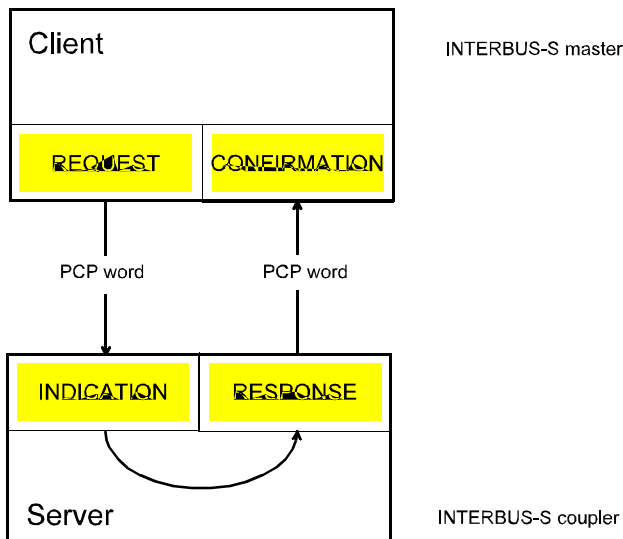 Client
INTERBUS-S master
REQUEST
CONFIRMATION
PCP word
PCP word
INDICATION
RESPONSE
Server
INTERBUS-S coupler